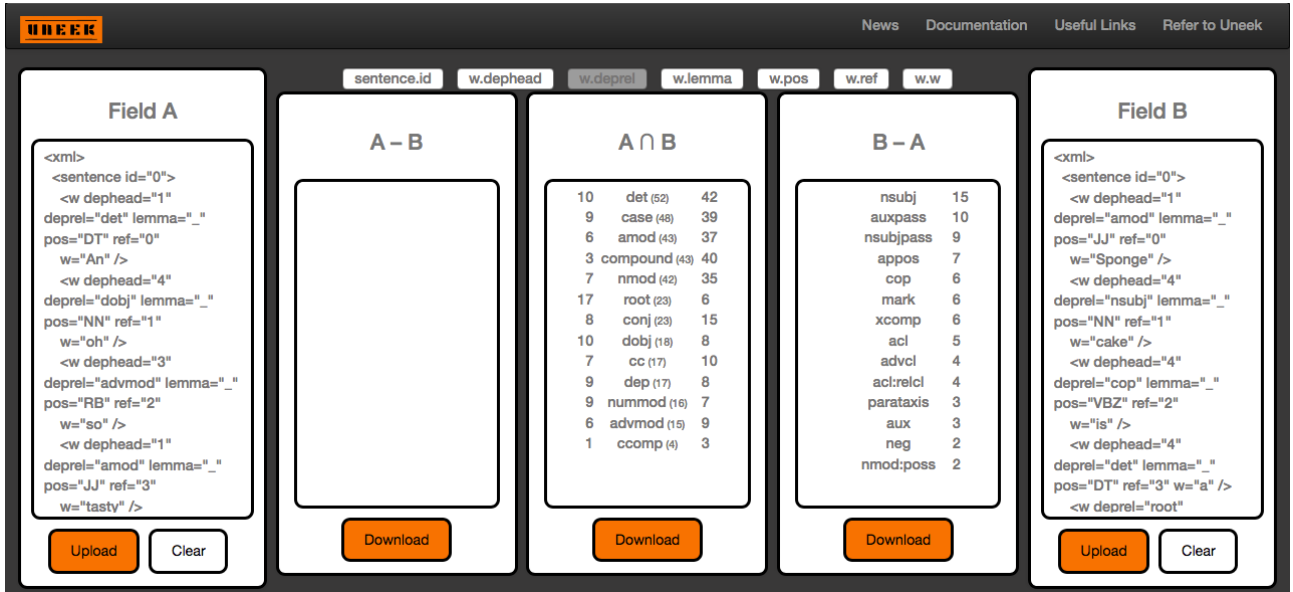 UNEEK
News Documentation Useful Links Refer to Uneek
sentence.id w.dephead w.deprel w.lemma w.pos w.ref w.w
Field A
<xml>
<sentence id="0">
<w dephead="1"
deprel="det" lemma="_"
pos="DT" ref="0"
w="An" />
<w dephead="4"
deprel="dobj" lemma="_"
pos="NN" ref="1"
w="oh" />
<w dephead="3"
deprel="advmod" lemma="_"
pos="RB" ref="2"
w="so" />
<w dephead="1"
deprel="amod" lemma="_"
pos="JJ" ref="3"
w="tasty" />
Upload Clear
A – B
Download
A ∩ B
10 det (52) 42
9 case (48) 39
6 amod (43) 37
3 compound (43) 40
7 nmod (42) 35
17 root (23) 6
8 conj (23) 15
10 dobj (18) 8
7 cc (17) 10
9 dep (17) 8
9 nummod (16) 7
6 advmod (15) 9
1 ccomp (4) 3
Download
B – A
nsubj 15
auxpass 10
nsubjpass 9
appos 7
cop 6
mark 6
xcomp 6
acl 5
advcl 4
acl:relcl 4
parataxis 3
aux 3
neg 2
nmod:poss 2
Download
Field B
<xml>
<sentence id="0">
<w dephead="1"
deprel="amod" lemma="_"
pos="JJ" ref="0"
w="Sponge" />
<w dephead="4"
deprel="nsubj" lemma="_"
pos="NN" ref="1"
w="cake" />
<w dephead="4"
deprel="cop" lemma="_"
pos="VBZ" ref="2"
w="is" />
<w dephead="4"
deprel="det" lemma="_"
pos="DT" ref="3" w="a" />
<w deprel="root"
Upload Clear